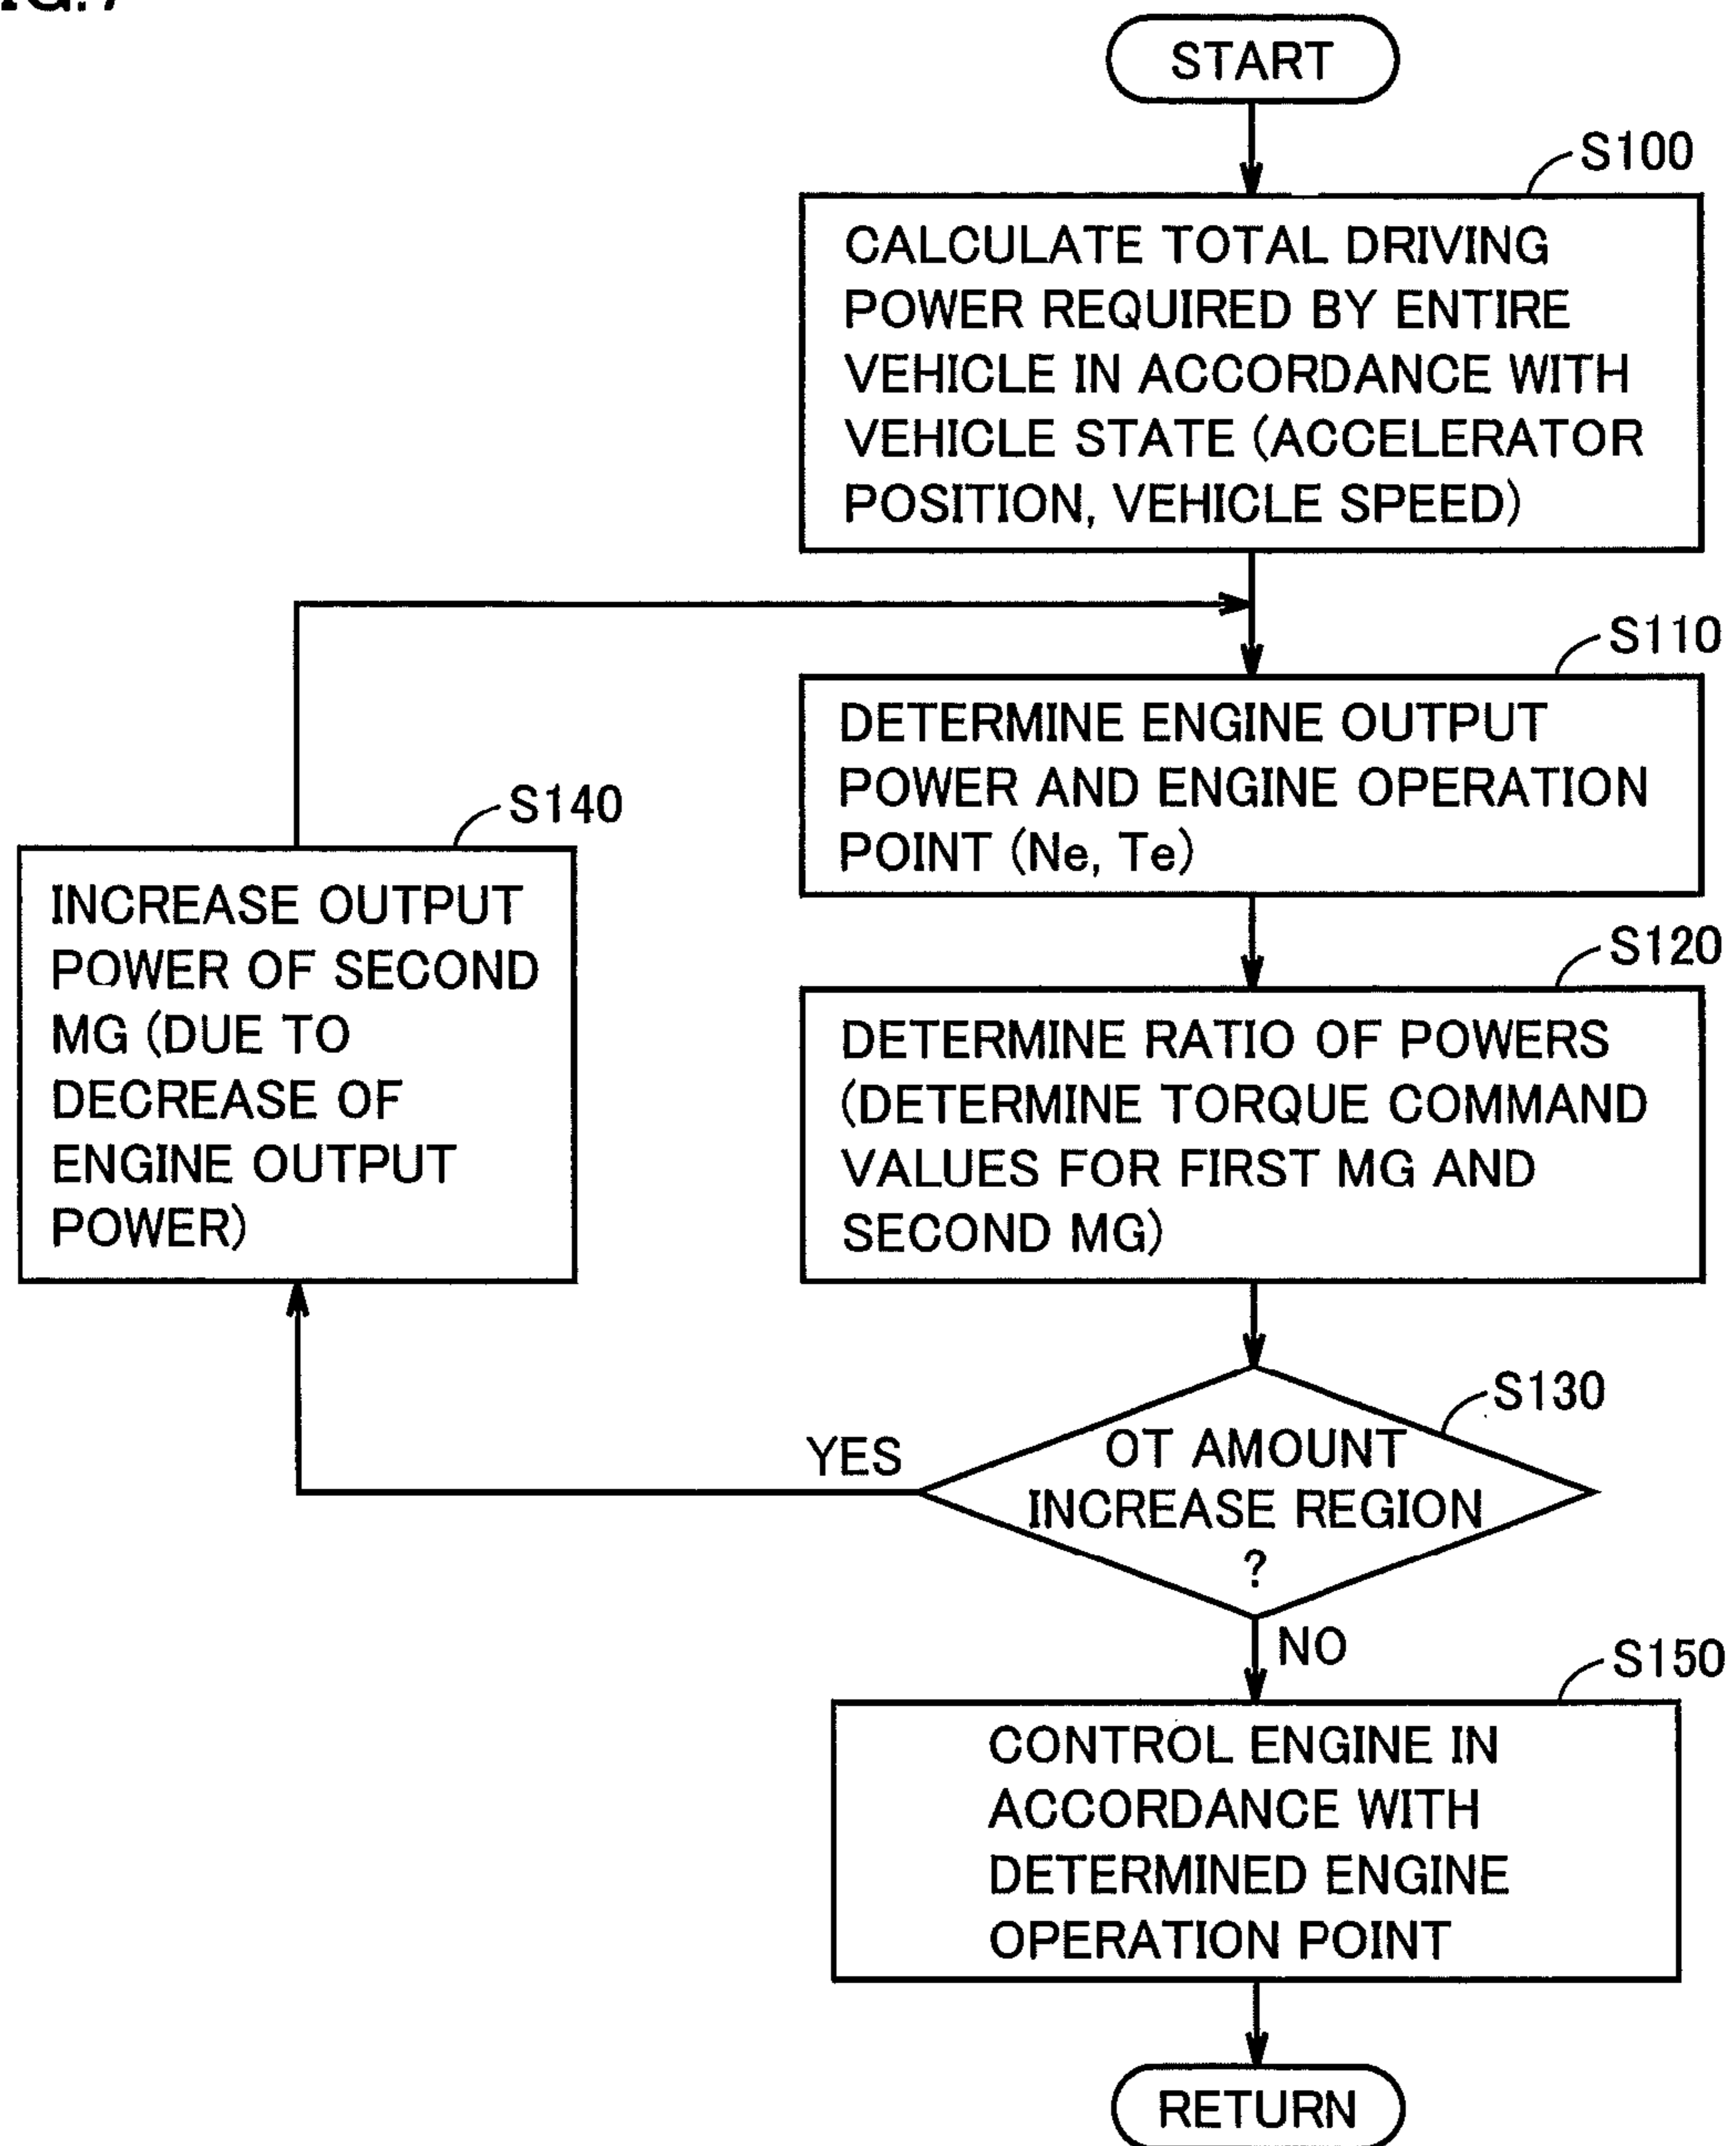 START
S100
CALCULATE TOTAL DRIVING
POWER REQUIRED BY ENTIRE
VEHICLE IN ACCORDANCE WITH
VEHICLE STATE (ACCELERATOR
POSITION, VEHICLE SPEED)
S110
DETERMINE ENGINE OUTPUT
POWER AND ENGINE OPERATION
POINT (Ne, Te)
S140
INCREASE OUTPUT
POWER OF SECOND
MG (DUE TO
DECREASE OF
ENGINE OUTPUT
POWER)
S120
DETERMINE RATIO OF POWERS
(DETERMINE TORQUE COMMAND
VALUES FOR FIRST MG AND
SECOND MG)
S130
OT AMOUNT
INCREASE REGION
?
YES
NO
S150
CONTROL ENGINE IN
ACCORDANCE WITH
DETERMINED ENGINE
OPERATION POINT
RETURN